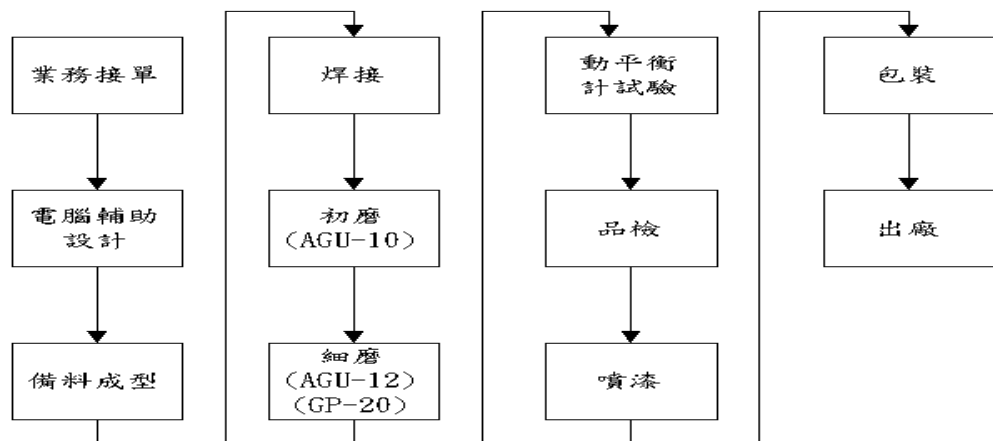 業務接單
電腦輔助
設計
備料成型
焊接
初磨
(AGU-10)
細磨
(AGU-12)
(GP-20)
動平衡
計試驗
品檢
噴漆
包裝
出廠